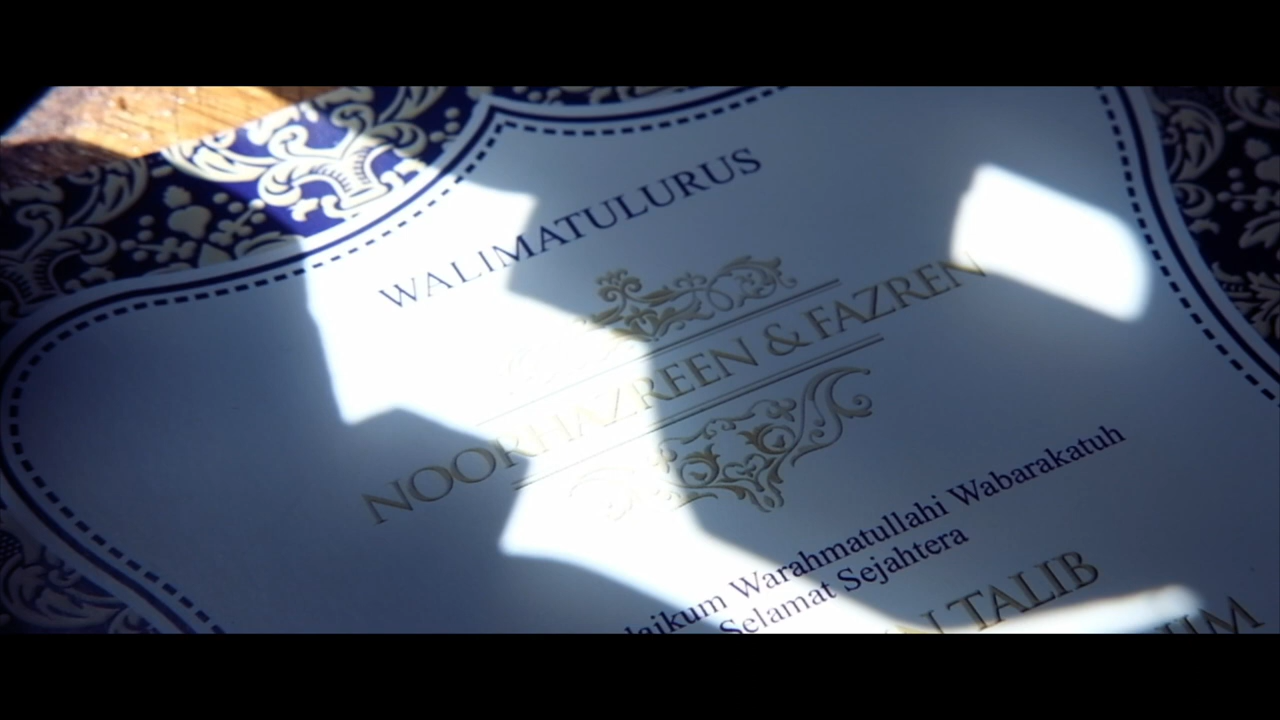 WALIMATULURUS
NOORHAZREEN & FAZREN
Warahmatullahi Wabarakatuh
Selamat Sejahtera
TALIB